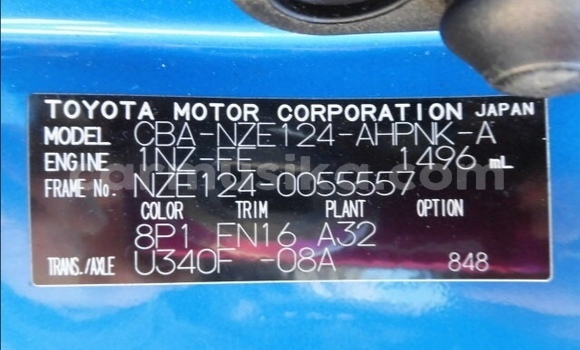 TOYOTA MOTOR CORPORATION JAPAN
MODEL CBA-NZE124-AHPNK-A
ENGINE 1NZ-FE 1496 mL
FRAME No. NZE124-0055557
COLOR TRIM PLANT OPTION
8P1 FN16 A32
TRANS./AXLE U340F -08A 848